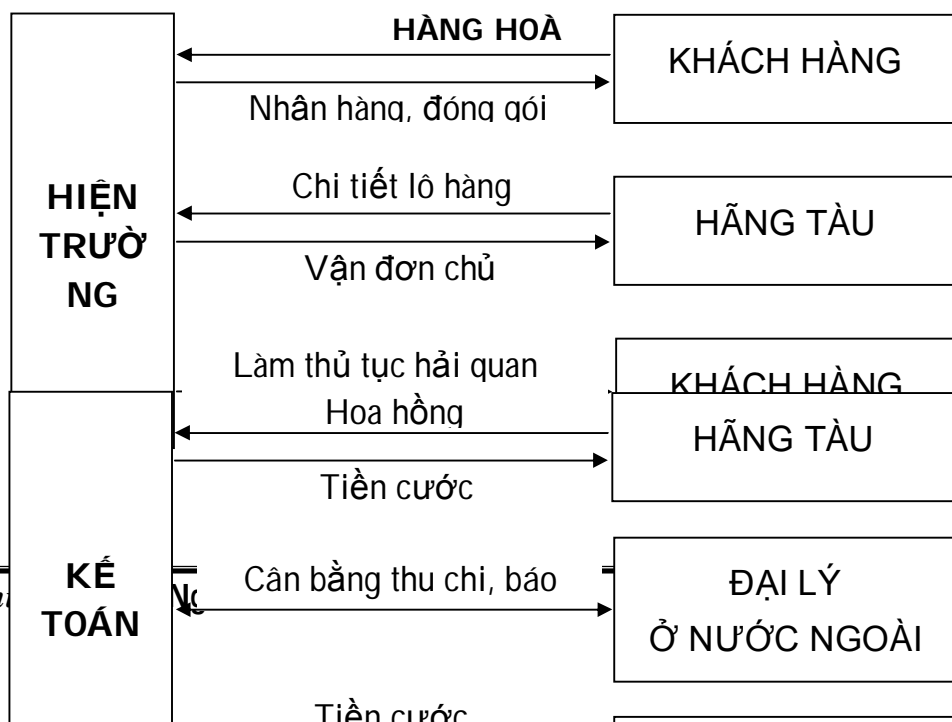 HÀNG HOÀ
KHÁCH HÀNG
Nhân hàng, đóng gói
Chi tiết lô hàng
HIỆN
TRƯỜ
NG
HÃNG TÀU
Vận đơn chủ
Làm thủ tục hải quan
KHÁCH HÀNG
Hoa hồng
HÃNG TÀU
Tiền cước
KẾ
TOÁN
Cân bằng thu chi, báo
ĐẠI LÝ
Ở NƯỚC NGOÀI
Tiền cước